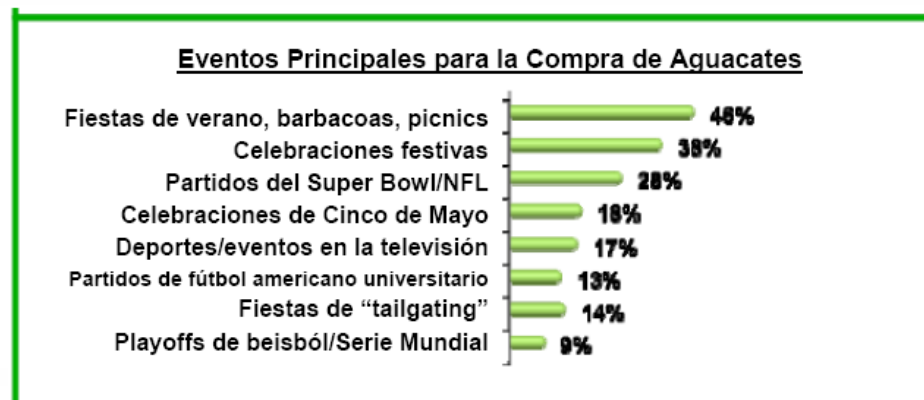 Eventos Principales para la Compra de Aguacates
Fiestas de verano, barbacoas, picnics 46%
Celebraciones festivas 38%
Partidos del Super Bowl/NFL 28%
Celebraciones de Cinco de Mayo 18%
Deportes/eventos en la televisión 17%
Partidos de fútbol americano universitario 13%
Fiestas de “tailgating” 14%
Playoffs de beisból/Serie Mundial 9%